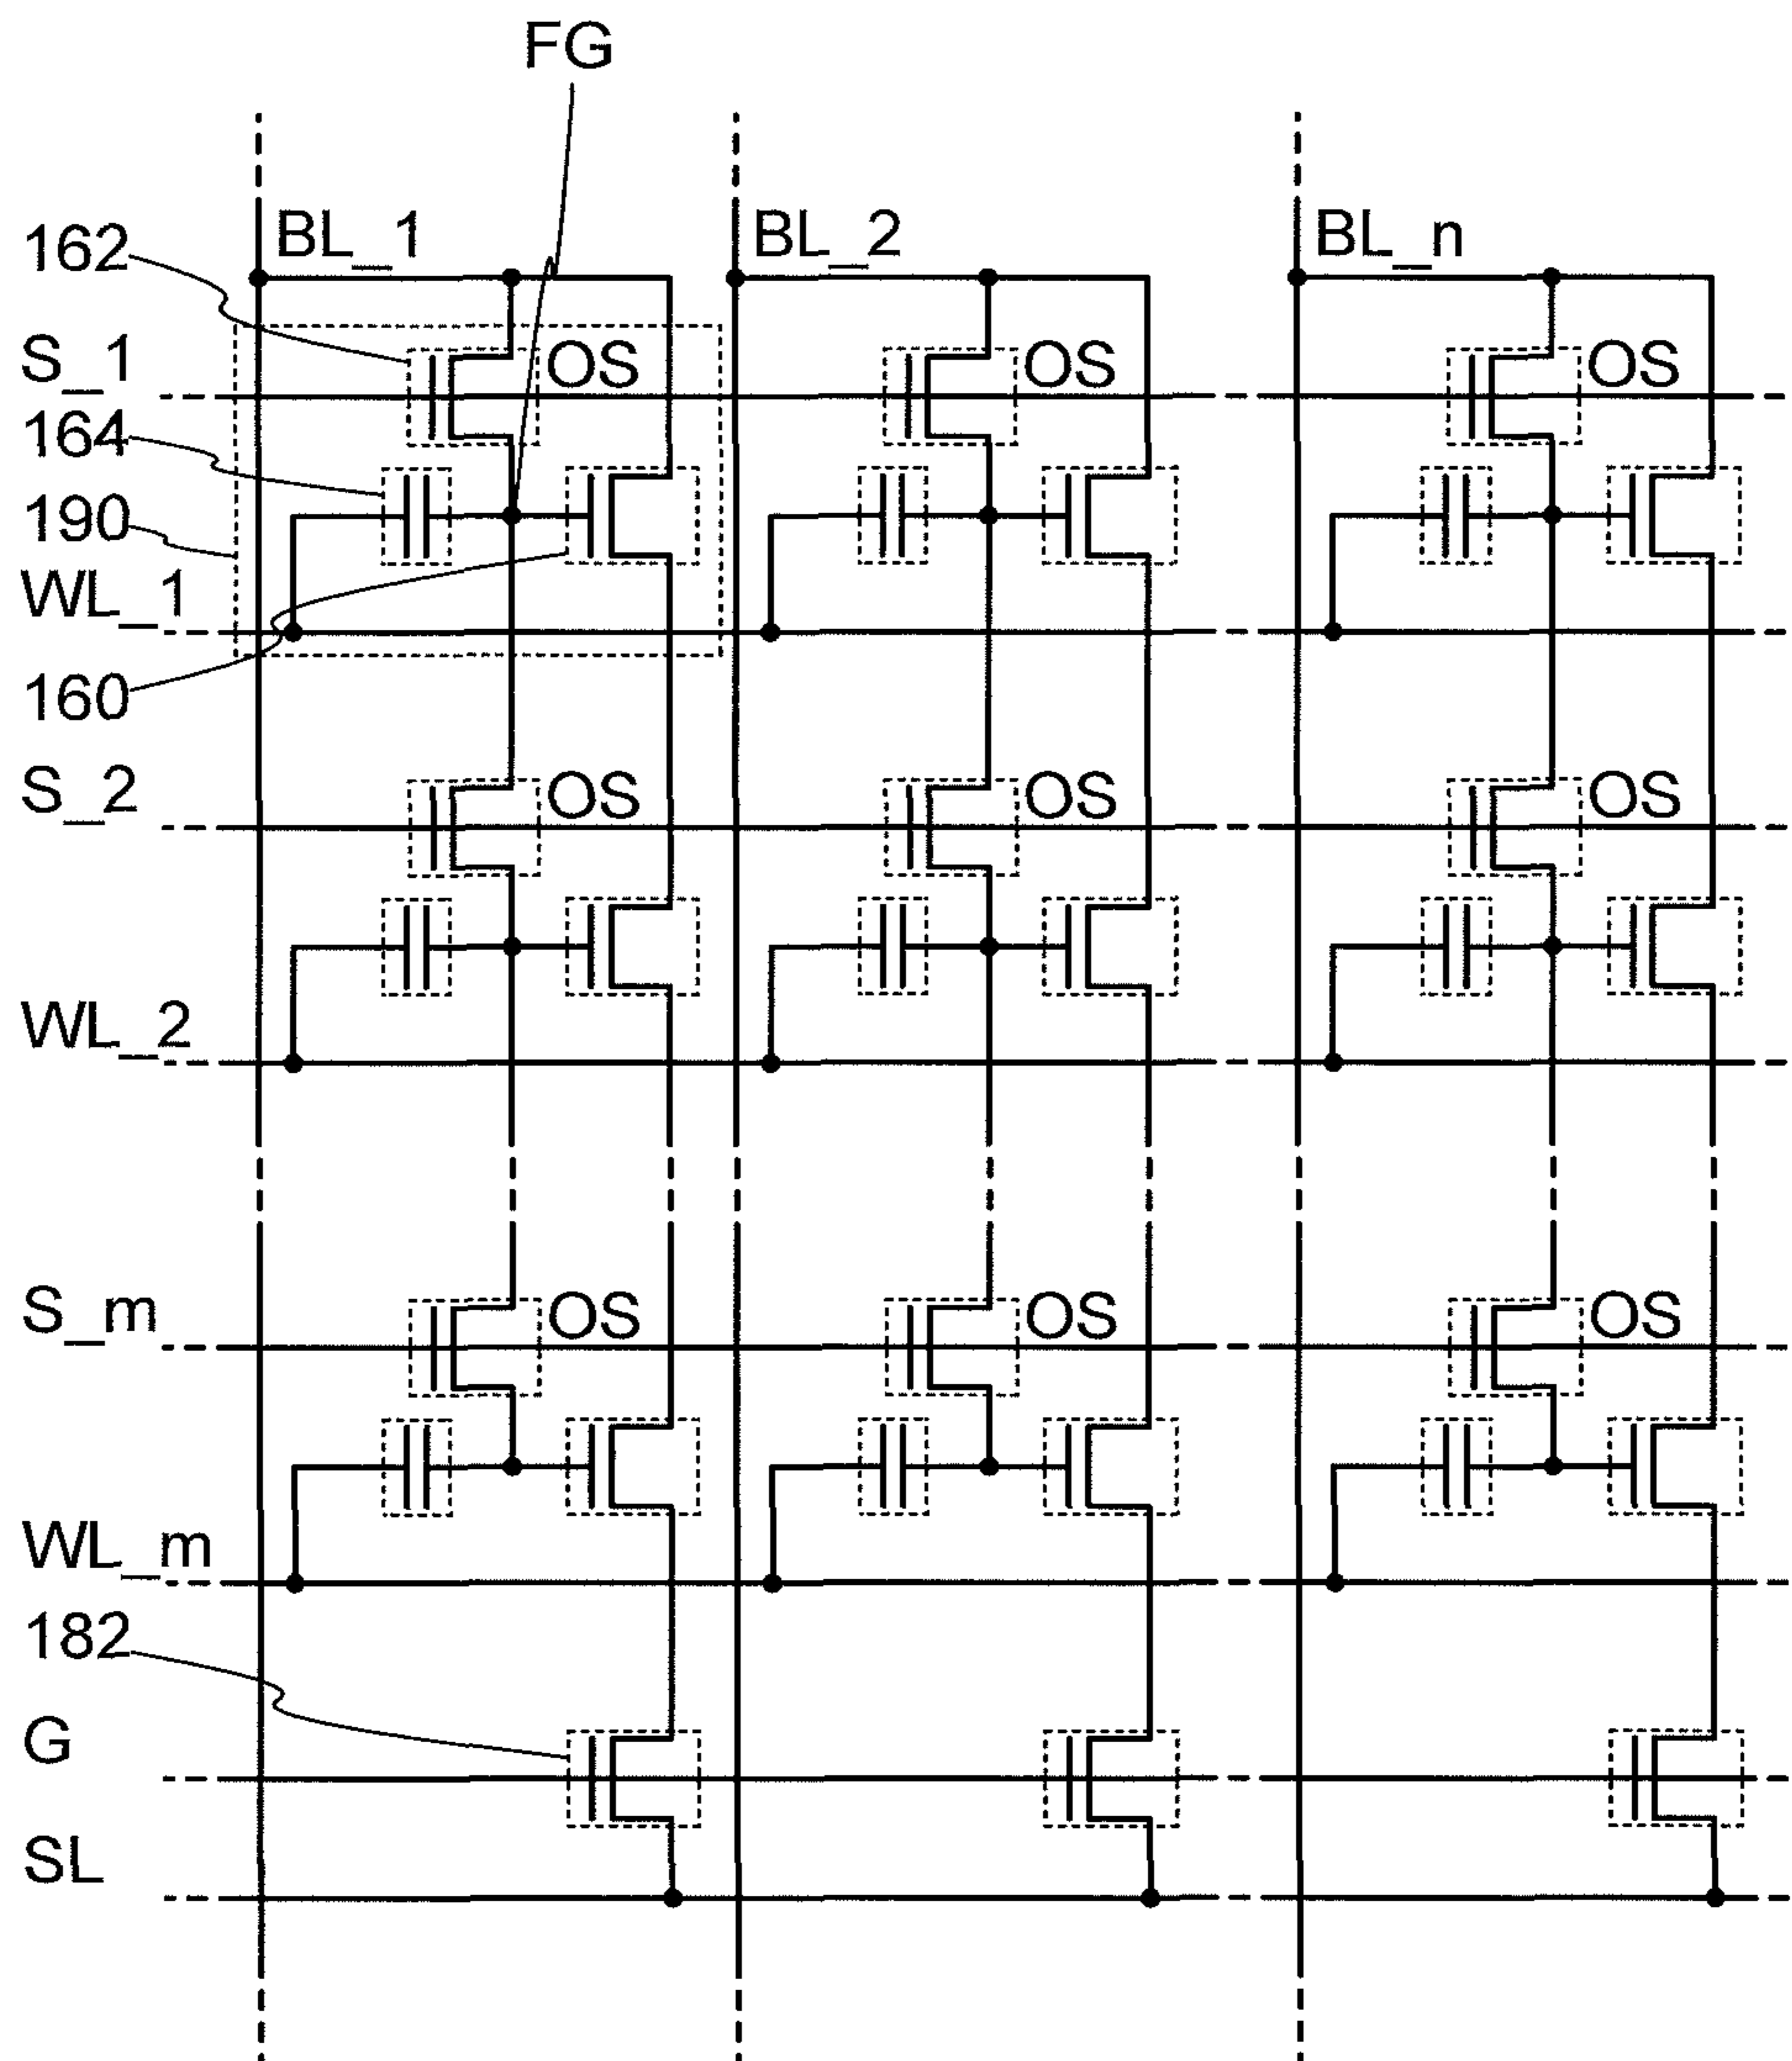 FG
BL_1 BL_2 BL_n
162
S_1 OS OS OS
164
190
WL_1
160
S_2 OS OS OS
WL_2
S_m OS OS OS
WL_m
182
G
SL